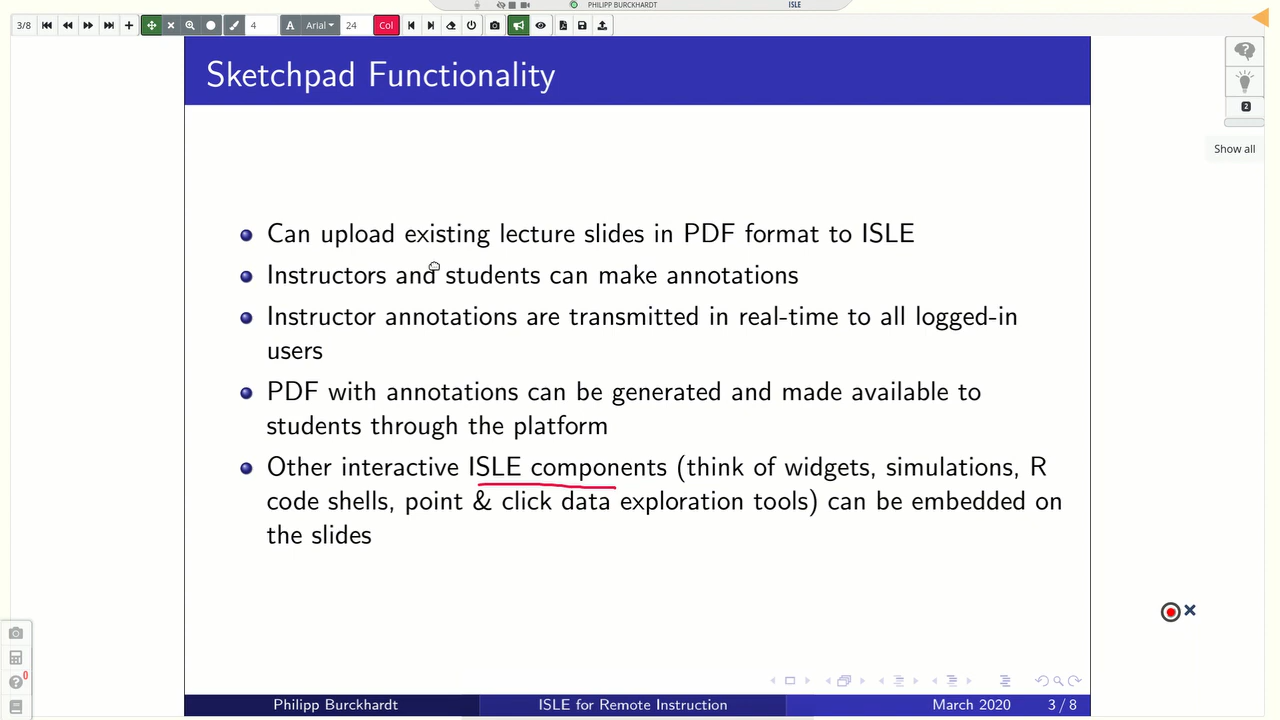 PHILIPP BURCKHARDT
ISLE
3/8
4
A
Arial
24
Col
2
Show all
Sketchpad Functionality
Can upload existing lecture slides in PDF format to ISLE
Instructors and students can make annotations
Instructor annotations are transmitted in real-time to all logged-in
users
PDF with annotations can be generated and made available to
students through the platform
Other interactive ISLE components (think of widgets, simulations, R
code shells, point & click data exploration tools) can be embedded on
the slides
0
Philipp Burckhardt
ISLE for Remote Instruction
March 2020
3 / 8